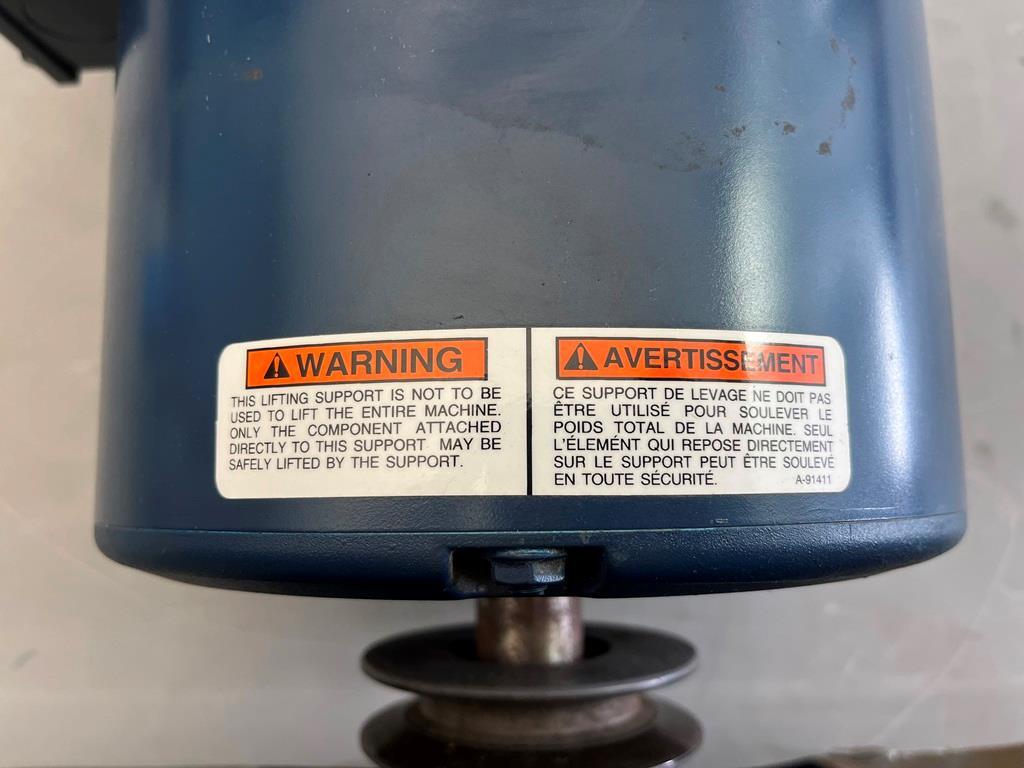 WARNING
THIS LIFTING SUPPORT IS NOT TO BE
USED TO LIFT THE ENTIRE MACHINE.
ONLY THE COMPONENT ATTACHED
DIRECTLY TO THIS SUPPORT MAY BE
SAFELY LIFTED BY THE SUPPORT.
AVERTISSEMENT
CE SUPPORT DE LEVAGE NE DOIT PAS
ÊTRE UTILISÉ POUR SOULEVER LE
POIDS TOTAL DE LA MACHINE. SEUL
L'ÉLEMÉNT QUI REPOSE DIRECTEMENT
SUR LE SUPPORT PEUT ÊTRE SOULEVÉ
EN TOUTE SÉCURITÉ.
A-91411